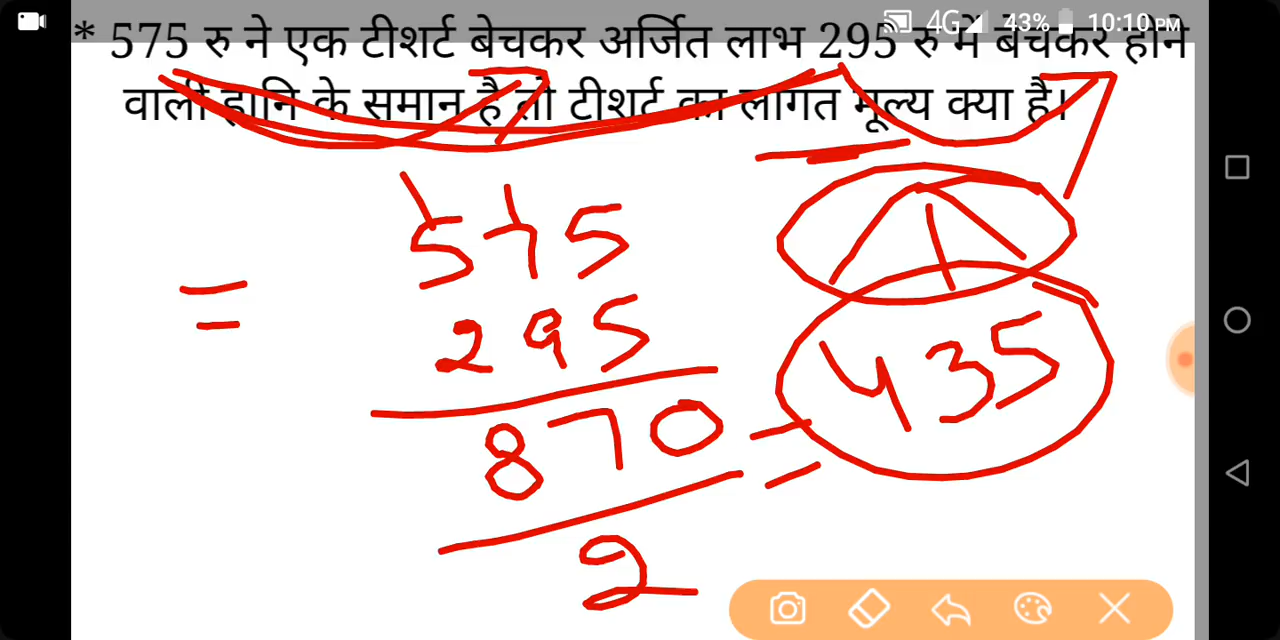 4G 43% 10:10 PM
* 575 रु ने एक टीशर्ट बेचकर अर्जित लाभ 295 रु में बेचकर होने
वाली हानि के समान है तो टीशर्ट का लागत मूल्य क्या है।
575
=
295
870 = 435
2